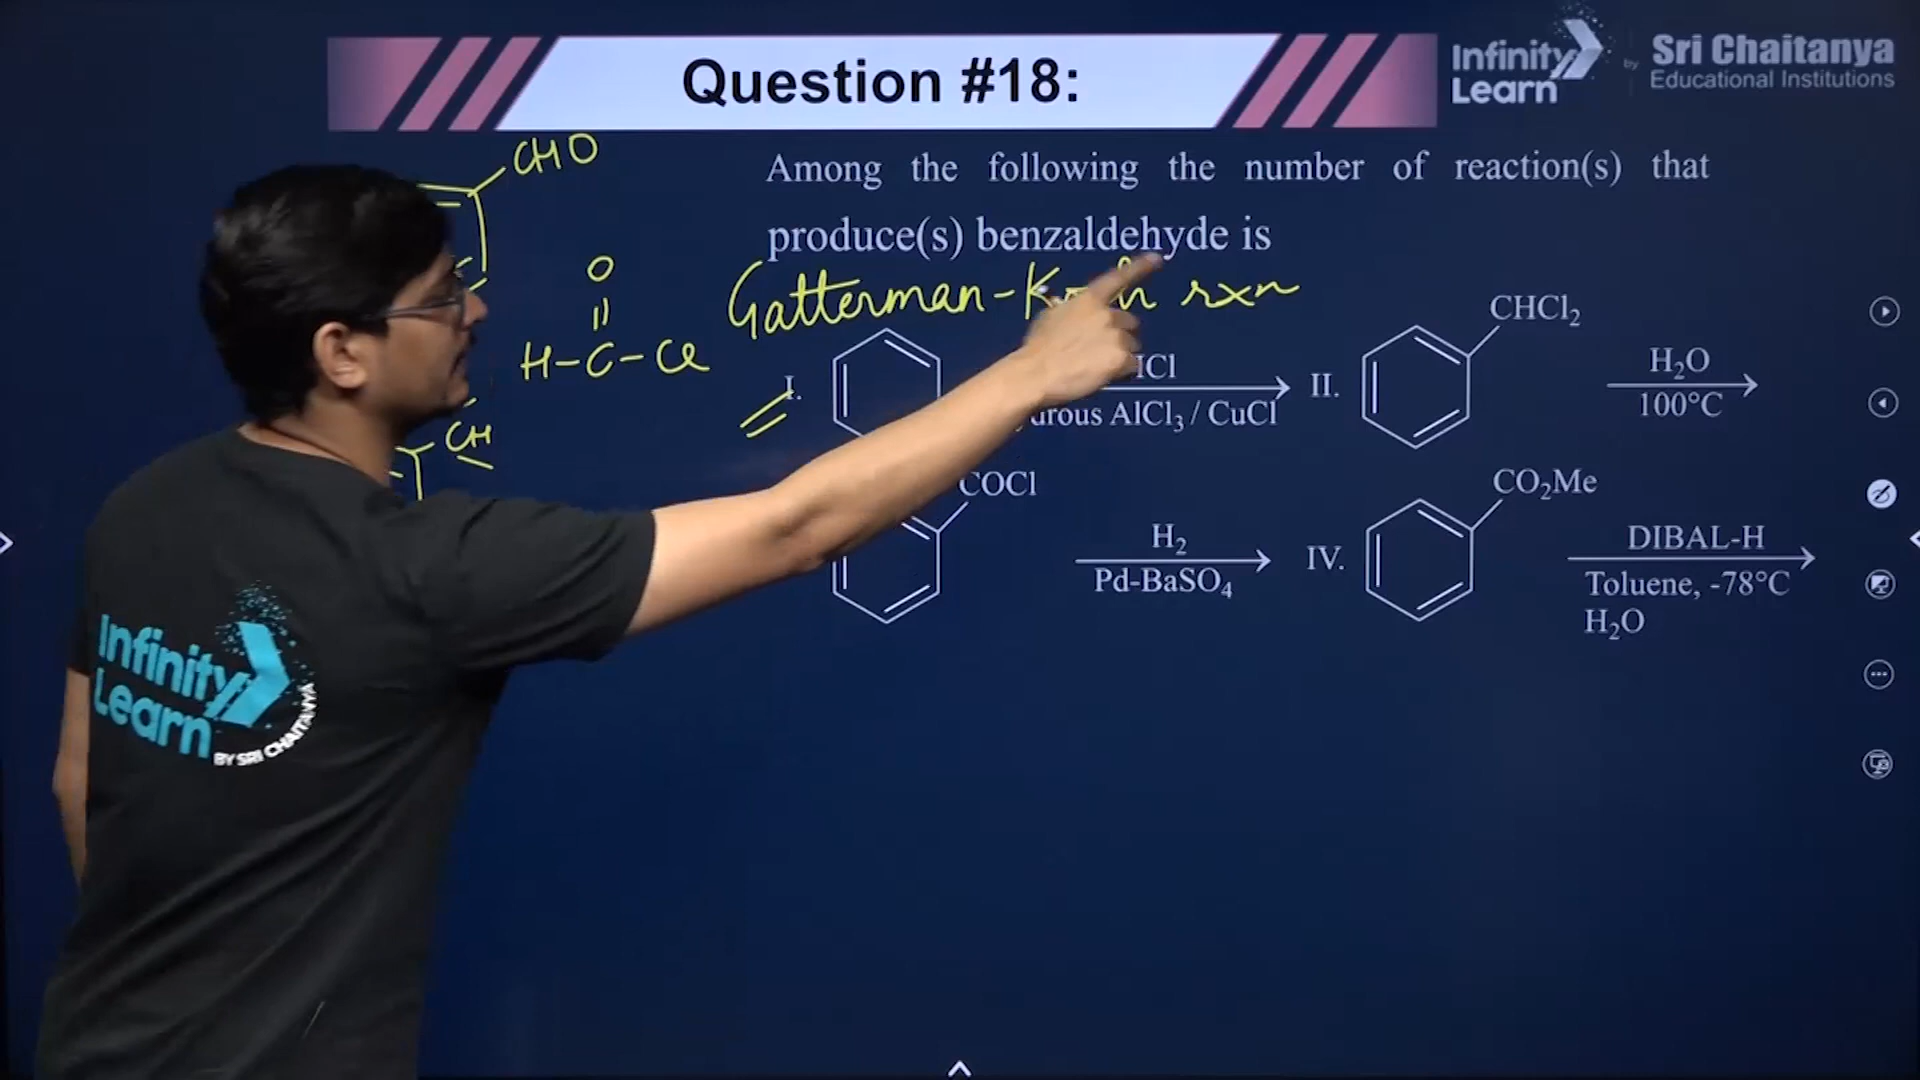 Question #18:
Infinity Learn by Sri Chaitanya Educational Institutions
Among the following the number of reaction(s) that
produce(s) benzaldehyde is
CHO
O
H-C-Cl
CH
Gatterman- rxn
I.
AlCl₃ / CuCl
II.
CHCl₂
H₂O
100°C
COCl
H₂
Pd-BaSO₄
IV.
CO₂Me
DIBAL-H
Toluene, -78°C
H₂O
Infinity
Learn
BY SRI CHAITANYA